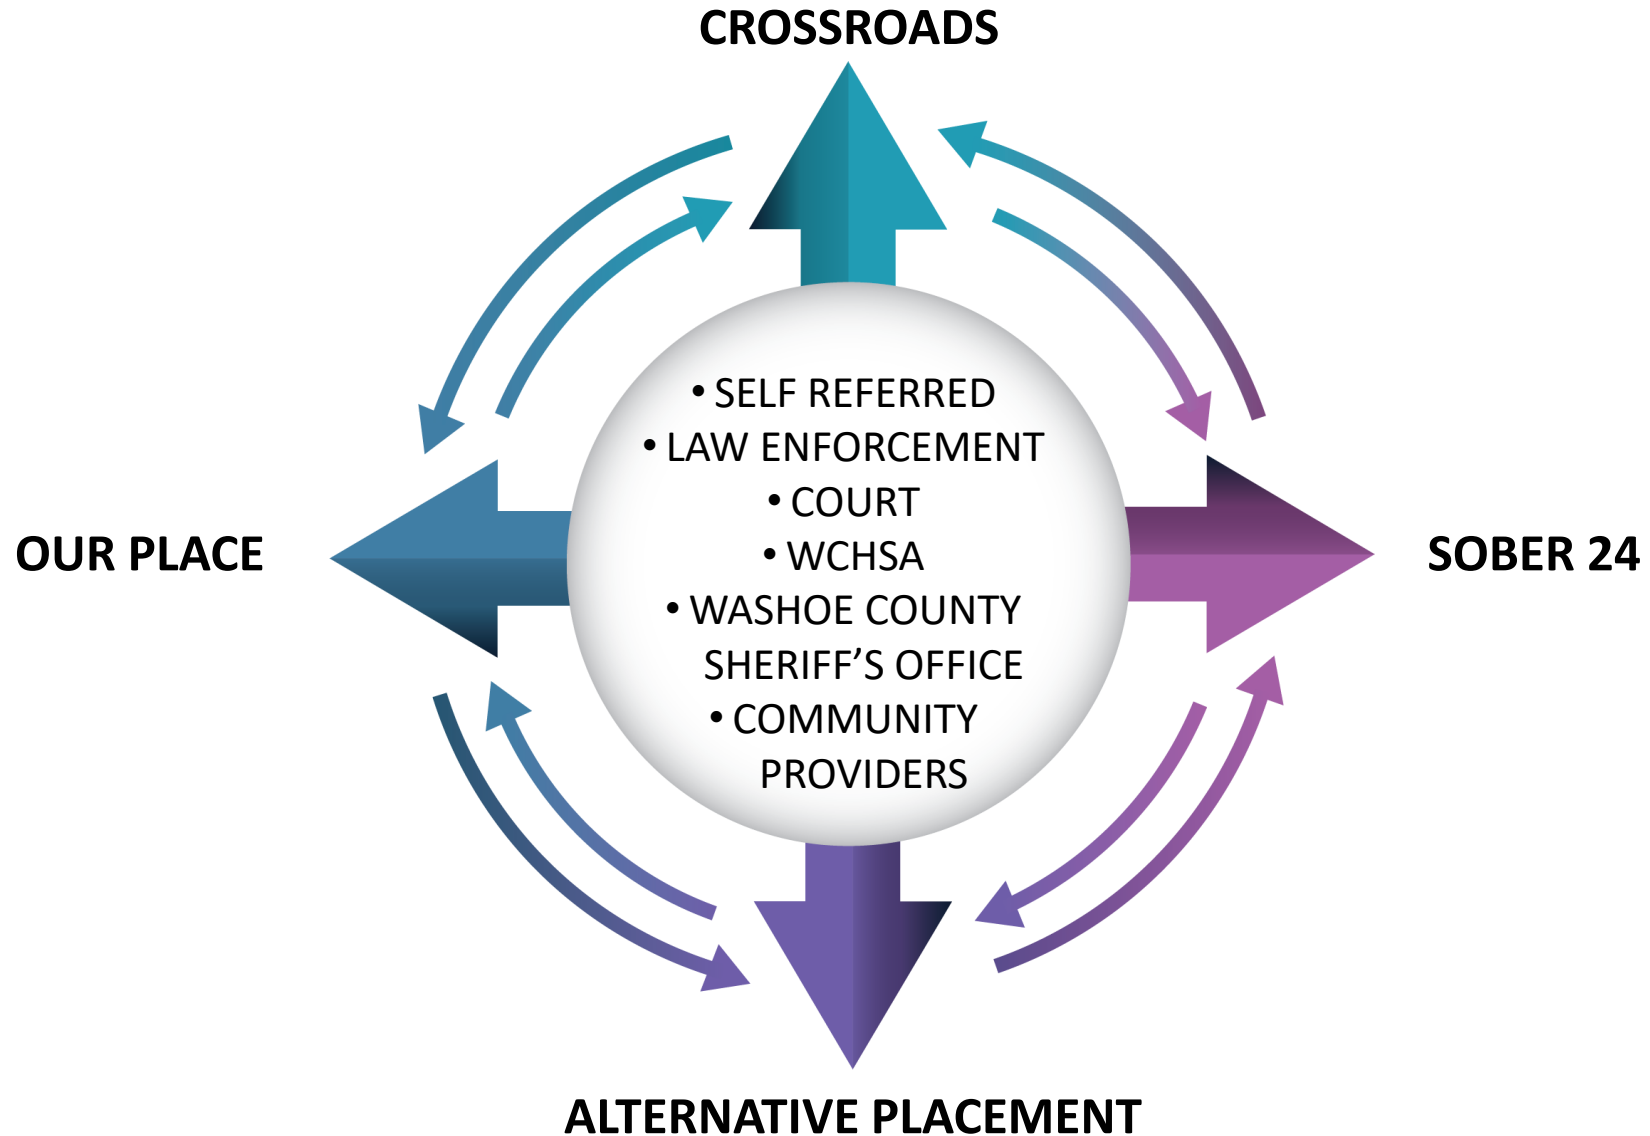 CROSSROADS
• SELF REFERRED
• LAW ENFORCEMENT
• COURT
• WCHSA
• WASHOE COUNTY
SHERIFF’S OFFICE
• COMMUNITY
PROVIDERS
OUR PLACE
SOBER 24
ALTERNATIVE PLACEMENT